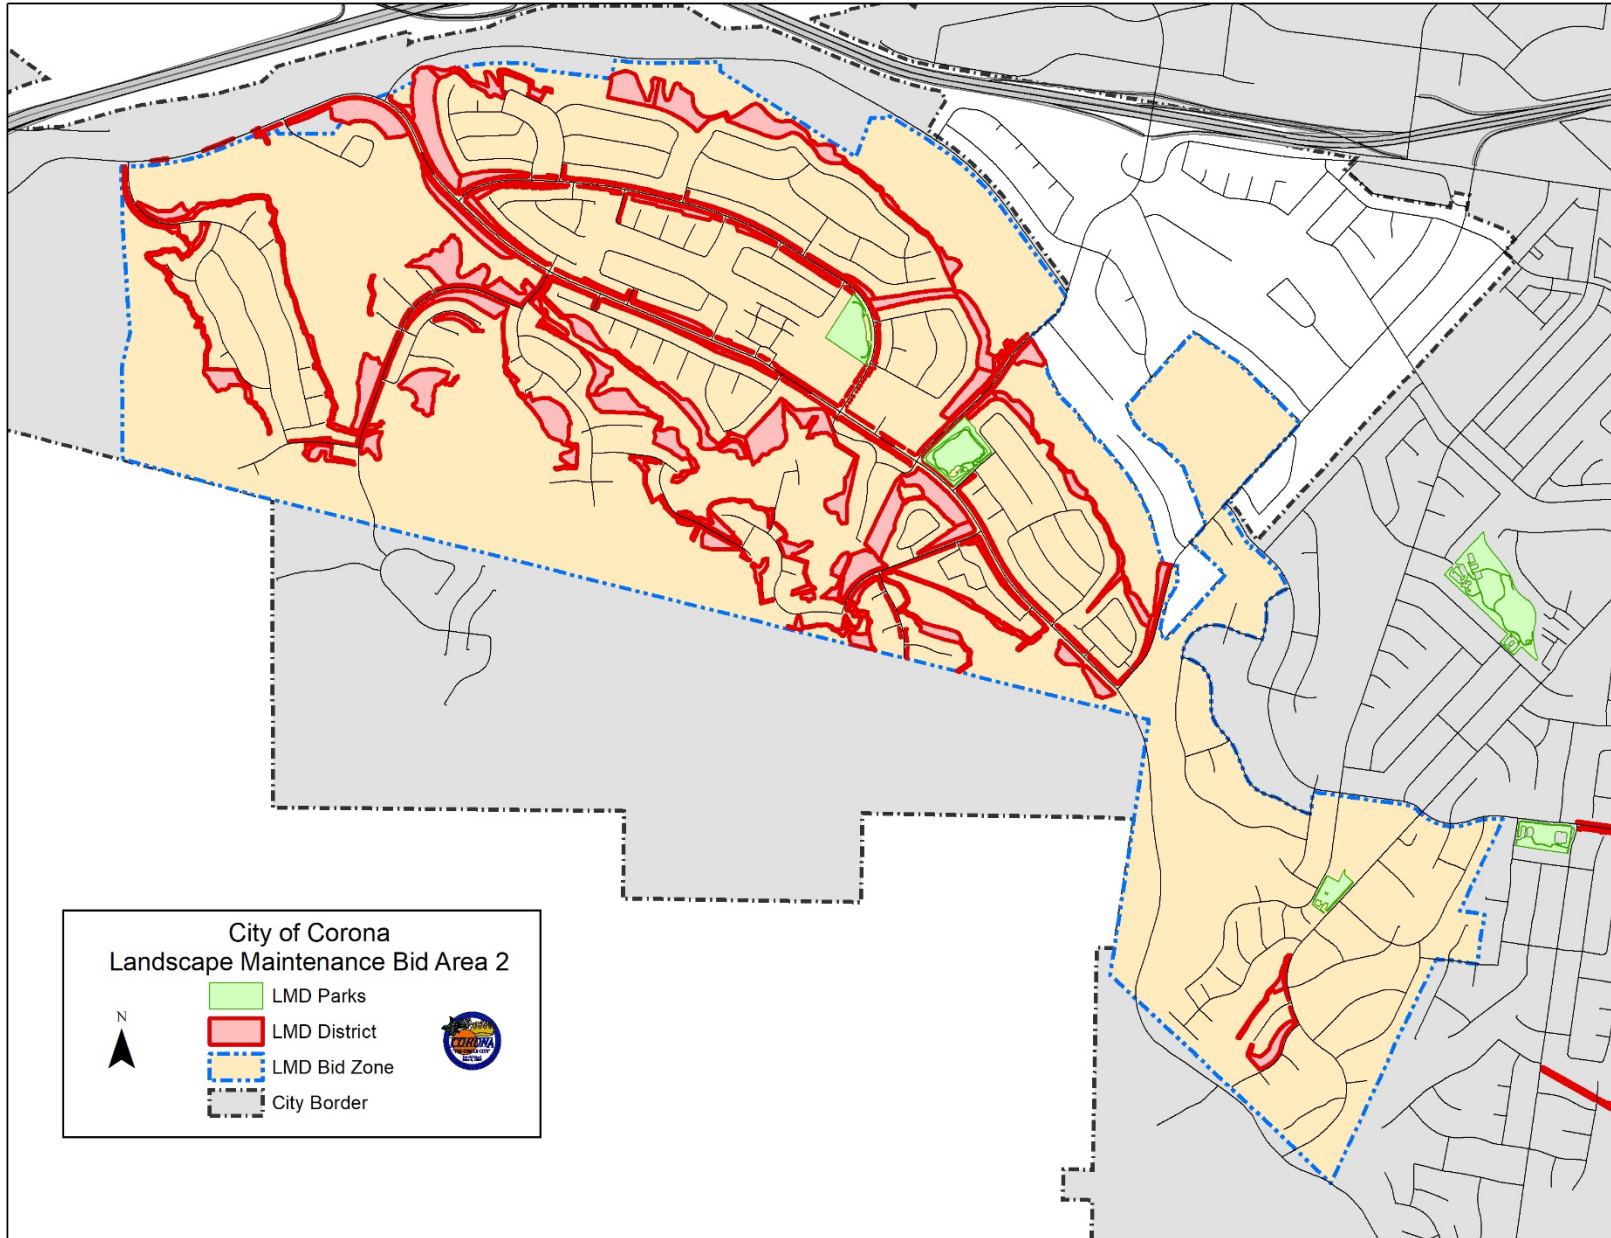 City of Corona
Landscape Maintenance Bid Area 2
N
LMD Parks
LMD District
LMD Bid Zone
City Border
CORONA